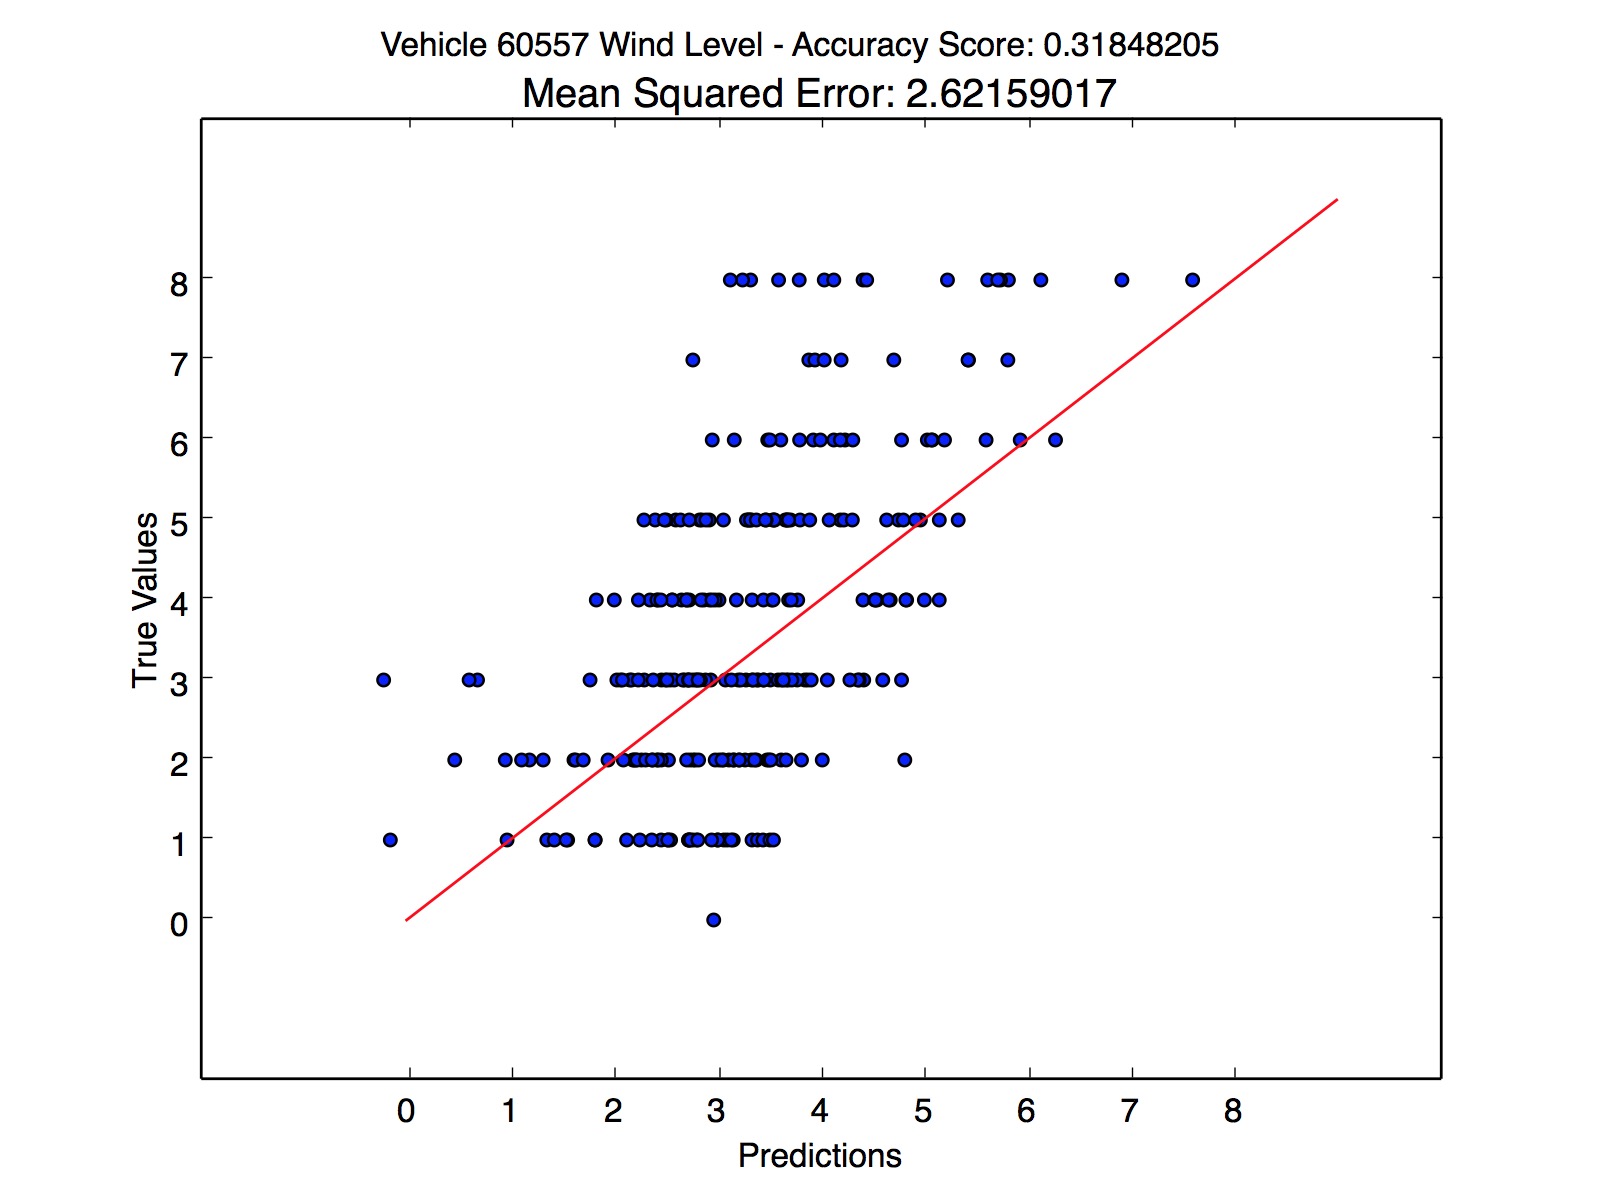 Vehicle 60557 Wind Level - Accuracy Score: 0.31848205
Mean Squared Error: 2.62159017
8
7
6
5
4
3
2
1
0
True Values
0 1 2 3 4 5 6 7 8
Predictions